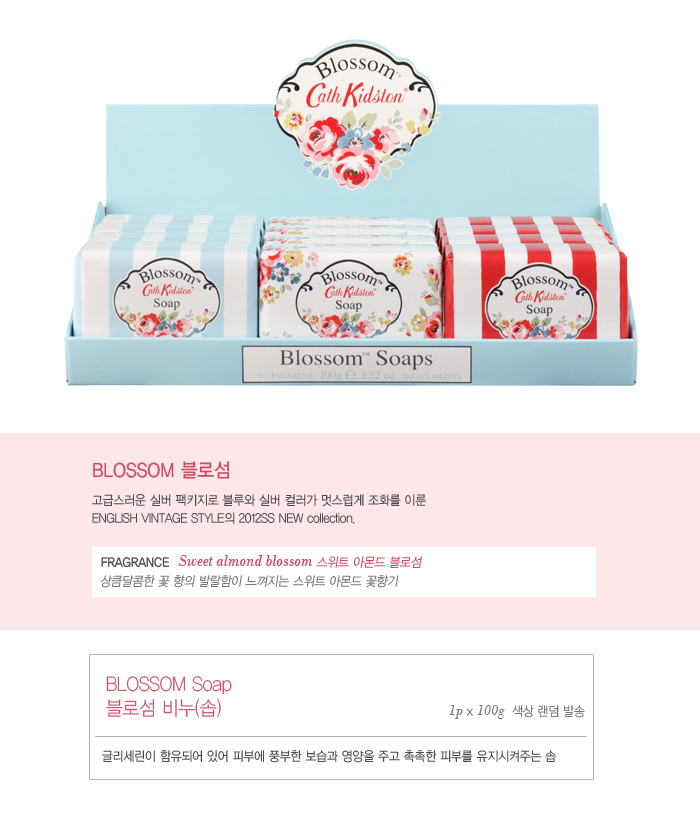 Blossom™
Cath Kidston®
Blossom™
Cath Kidston®
Soap
Blossom™
Cath Kidston®
Soap
Blossom™
Cath Kidston®
Soap
Blossom™ Soaps
NO PARABENS 100g ℮ 3.52 oz. NO SULPHATES
BLOSSOM 블로섬
고급스러운 실버 팩키지로 블루와 실버 컬러가 멋스럽게 조화를 이룬
ENGLISH VINTAGE STYLE의 2012SS NEW collection.
FRAGRANCE Sweet almond blossom 스위트 아몬드 블로섬
상큼달콤한 꽃 향의 발랄함이 느껴지는 스위트 아몬드 꽃향기
BLOSSOM Soap
블로섬 비누(솝)
1p x 100g 색상 랜덤 발송
글리세린이 함유되어 있어 피부에 풍부한 보습과 영양을 주고 촉촉한 피부를 유지시켜주는 솝